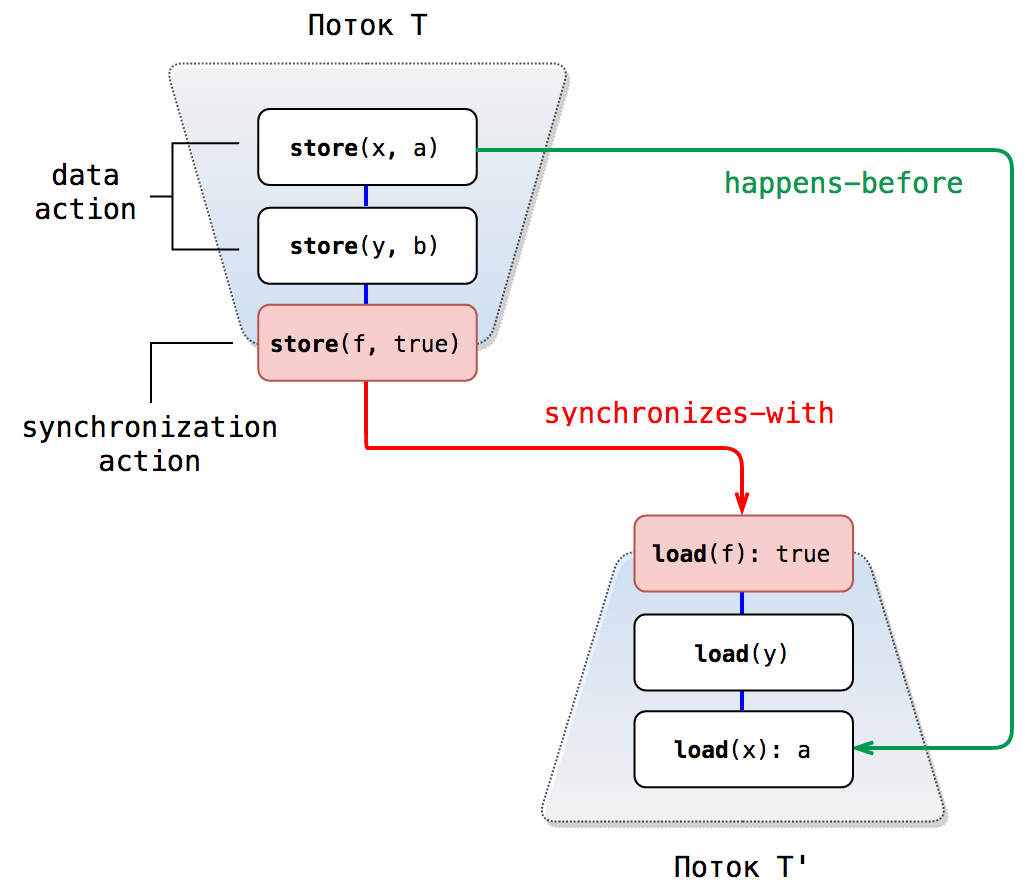 Поток T
store(x, a)
happens-before
data
action
store(y, b)
store(f, true)
synchronizes-with
synchronization
action
load(f): true
load(y)
load(x): a
Поток T'